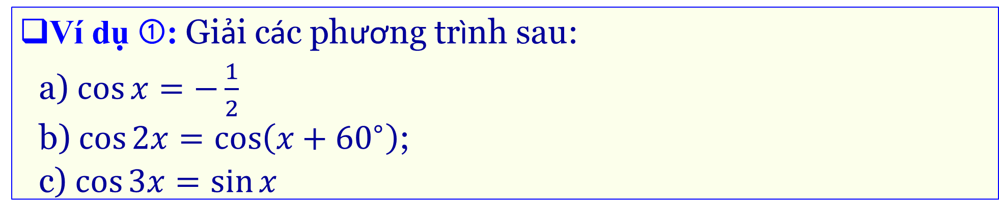 ❑Ví dụ ①: Giải các phương trình sau:
a) cos x = −1/2
b) cos 2x = cos(x + 60°);
c) cos 3x = sin x